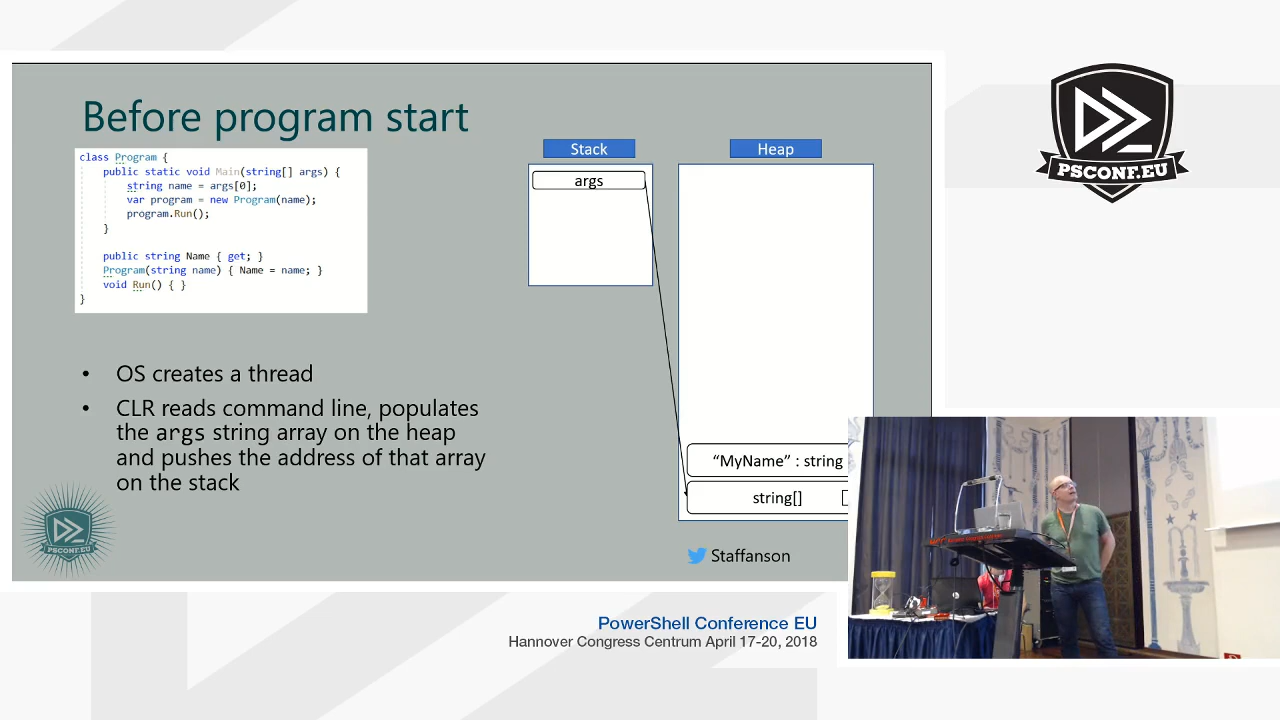 Before program start
class Program {
public static void Main(string[] args) {
string name = args[0];
var program = new Program(name);
program.Run();
}
public string Name { get; }
Program(string name) { Name = name; }
void Run() { }
}
• OS creates a thread
• CLR reads command line, populates
the args string array on the heap
and pushes the address of that array
on the stack
Stack
args
Heap
“MyName” : string
string[]
Staffanson
PSCONF.EU
PSCONF.EU
PowerShell Conference EU
Hannover Congress Centrum April 17-20, 2018